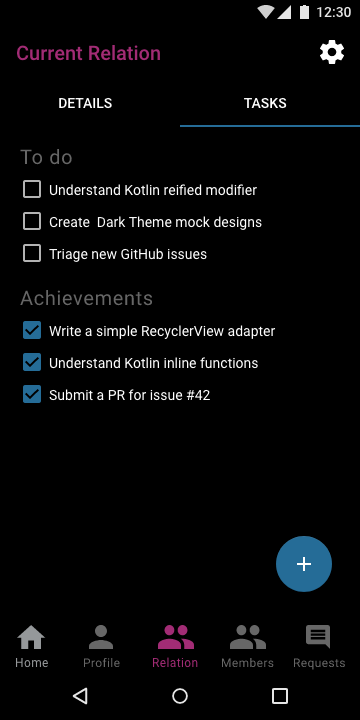 12:30
Current Relation
DETAILS TASKS
To do
Understand Kotlin reified modifier
Create  Dark Theme mock designs
Triage new GitHub issues
Achievements
Write a simple RecyclerView adapter
Understand Kotlin inline functions
Submit a PR for issue #42
Home Profile Relation Members Requests